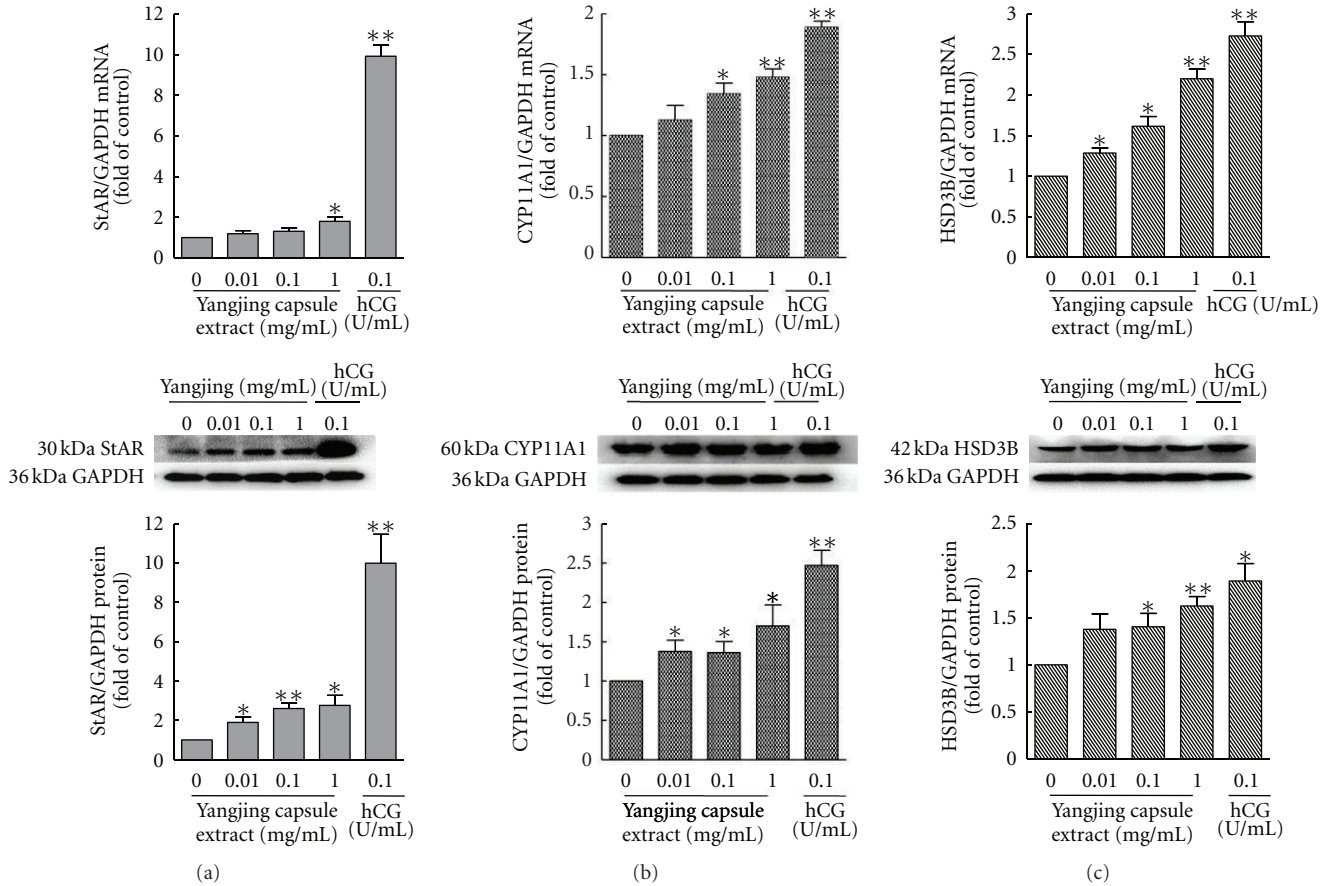 StAR/GAPDH mRNA
(fold of control)
12
10
8
6
4
2
0
*
**
0 0.01 0.1 1 0.1
Yangjing capsule
extract (mg/mL)
hCG
(U/mL)
Yangjing (mg/mL)
hCG
(U/mL)
0 0.01 0.1 1 0.1
30 kDa StAR
36 kDa GAPDH
StAR/GAPDH protein
(fold of control)
12
10
8
6
4
2
0
*
**
*
**
0 0.01 0.1 1 0.1
Yangjing capsule
extract (mg/mL)
hCG
(U/mL)
(a)
CYP11A1/GAPDH mRNA
(fold of control)
2
1.5
1
0.5
0
*
**
**
0 0.01 0.1 1 0.1
Yangjing capsule
extract (mg/mL)
hCG
(U/mL)
Yangjing (mg/mL)
hCG
(U/mL)
0 0.01 0.1 1 0.1
60 kDa CYP11A1
36 kDa GAPDH
CYP11A1/GAPDH protein
(fold of control)
3
2.5
2
1.5
1
0.5
0
*
*
*
**
0 0.01 0.1 1 0.1
Yangjing capsule
extract (mg/mL)
hCG
(U/mL)
(b)
HSD3B/GAPDH mRNA
(fold of control)
3
2.5
2
1.5
1
0.5
0
*
*
**
**
0 0.01 0.1 1 0.1
Yangjing capsule
extract (mg/mL)
hCG (U/mL)
Yangjing (mg/mL)
hCG
(U/mL)
0 0.01 0.1 1 0.1
42 kDa HSD3B
36 kDa GAPDH
HSD3B/GAPDH protein
(fold of control)
2.5
2
1.5
1
0.5
0
*
**
*
0 0.01 0.1 1 0.1
Yangjing capsule
extract (mg/mL)
hCG
(U/mL)
(c)